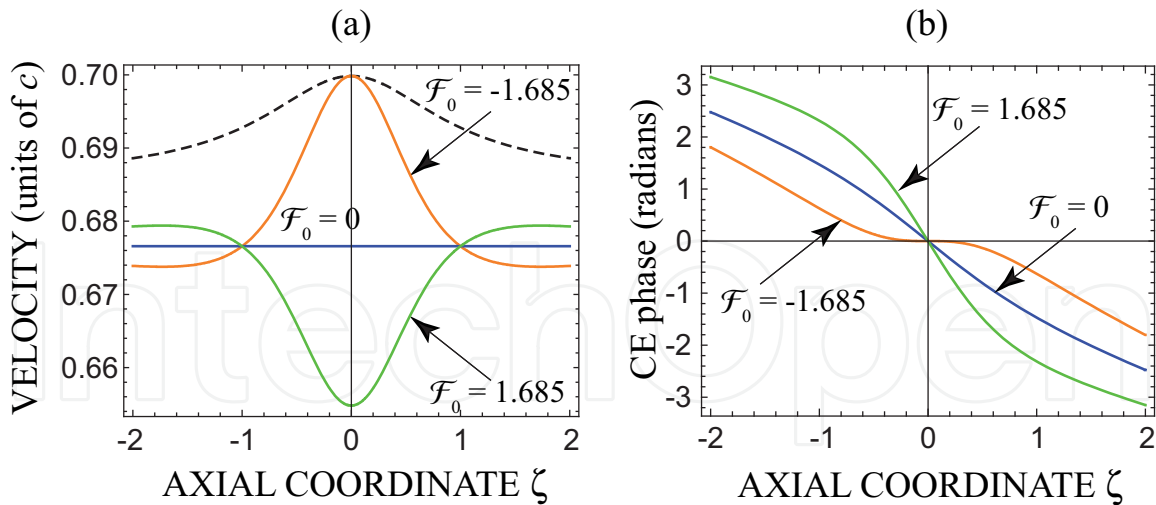 (a)
VELOCITY (units of c)
0.70
0.69
0.68
0.67
0.66
-2
-1
0
1
2
AXIAL COORDINATE ζ
ℱ₀ = -1.685
ℱ₀ = 0
ℱ₀ = 1.685
(b)
CE phase (radians)
3
2
1
0
-1
-2
-3
-2
-1
0
1
2
AXIAL COORDINATE ζ
ℱ₀ = 1.685
ℱ₀ = 0
ℱ₀ = -1.685
IntechOpen